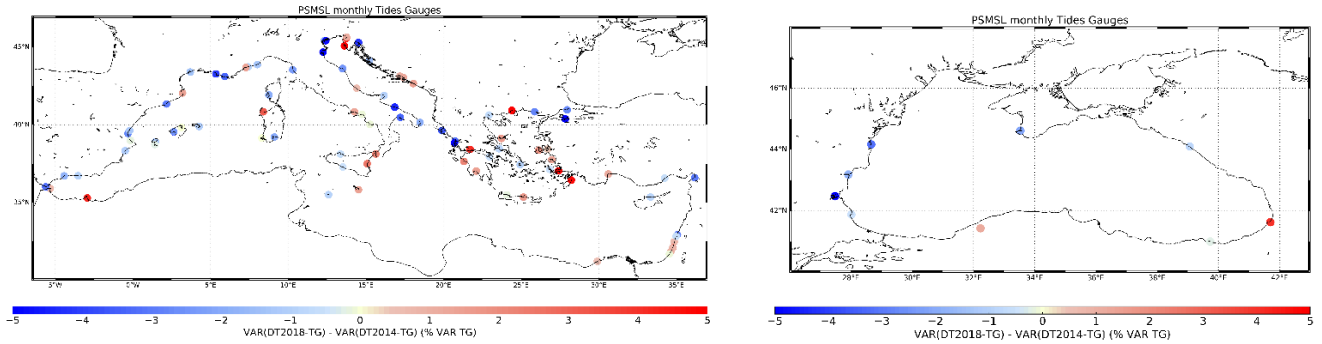 PSMSL monthly Tides Gauges
45°N
40°N
35°N
5°W 0°W 5°E 10°E 15°E 20°E 25°E 30°E 35°E
−5 −4 −3 −2 −1 0 1 2 3 4 5
VAR(DT2018-TG) - VAR(DT2014-TG) (% VAR TG)
PSMSL monthly Tides Gauges
46°N
44°N
42°N
28°E 32°E 36°E 40°E 42°E
−5 −4 −3 −2 −1 0 1 2 3 4 5
VAR(DT2018-TG) - VAR(DT2014-TG) (% VAR TG)